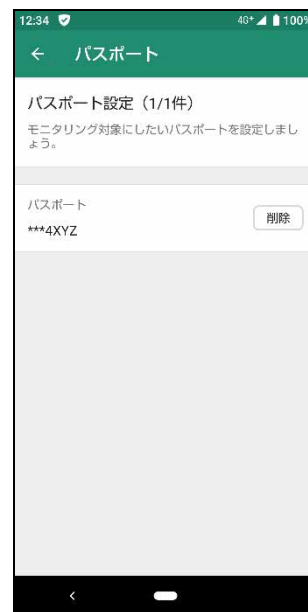 12:34 4G+ 100%
← パスポート
パスポート設定（1/1件）
モニタリング対象にしたいパスポートを設定しまし
ょう。
パスポート
***4XYZ
削除